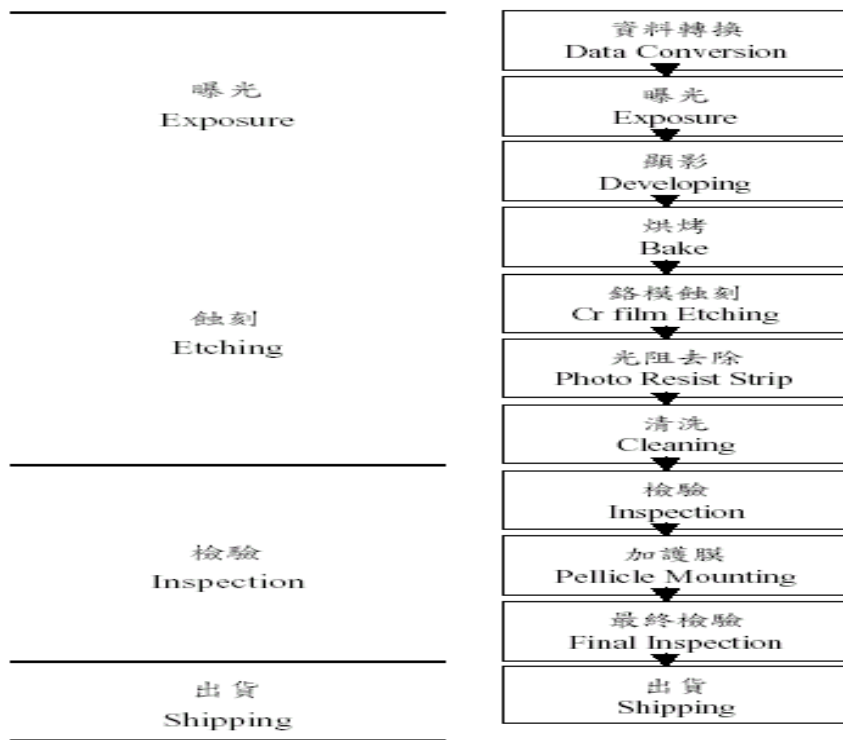 曝光
Exposure
蝕刻
Etching
檢驗
Inspection
出貨
Shipping
資料轉換
Data Conversion
曝光
Exposure
顯影
Developing
烘烤
Bake
鉻模蝕刻
Cr film Etching
光阻去除
Photo Resist Strip
清洗
Cleaning
檢驗
Inspection
加護膜
Pellicle Mounting
最終檢驗
Final Inspection
出貨
Shipping